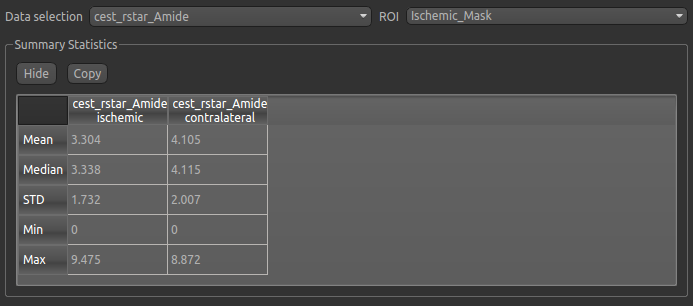 Data selection cest_rstar_Amide ROI Ischemic_Mask
Summary Statistics
Hide Copy
cest_rstar_Amide cest_rstar_Amide
ischemic contralateral
Mean 3.304 4.105
Median 3.338 4.115
STD 1.732 2.007
Min 0 0
Max 9.475 8.872